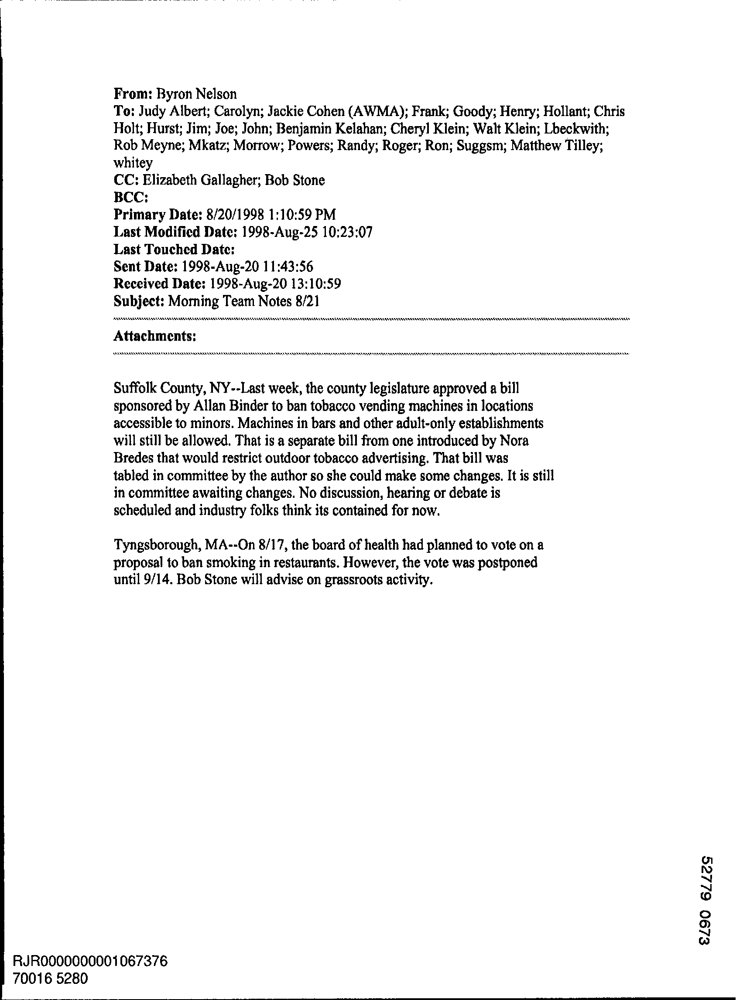 From: Byron Nelson
To: Judy Albert; Carolyn; Jackie Cohen (AWMA); Frank; Goody; Henry; Hollant; Chris
Holt; Hurst; Jim; Joe; John; Benjamin Kelahan; Cheryl Klein; Walt Klein; Lbeckwith;
Rob Meyne; Mkatz; Morrow; Powers; Randy; Roger; Ron; Suggsm; Matthew Tilley;
whitey
CC: Elizabeth Gallagher; Bob Stone
BCC:
Primary Date: 8/20/1998 1:10:59 PM
Last Modified Date: 1998-Aug-25 10:23:07
Last Touched Date:
Sent Date: 1998-Aug-20 11:43:56
Received Date: 1998-Aug-20 13:10:59
Subject: Morning Team Notes 8/21
Attachments:
Suffolk County, NY--Last week, the county legislature approved a bill
sponsored by Allan Binder to ban tobacco vending machines in locations
accessible to minors. Machines in bars and other adult-only establishments
will still be allowed. That is a separate bill from one introduced by Nora
Bredes that would restrict outdoor tobacco advertising. That bill was
tabled in committee by the author so she could make some changes. It is still
in committee awaiting changes. No discussion, hearing or debate is
scheduled and industry folks think its contained for now.
Tyngsborough, MA--On 8/17, the board of health had planned to vote on a
proposal to ban smoking in restaurants. However, the vote was postponed
until 9/14. Bob Stone will advise on grassroots activity.
52779 0673
RJR0000000001067376
70016 5280